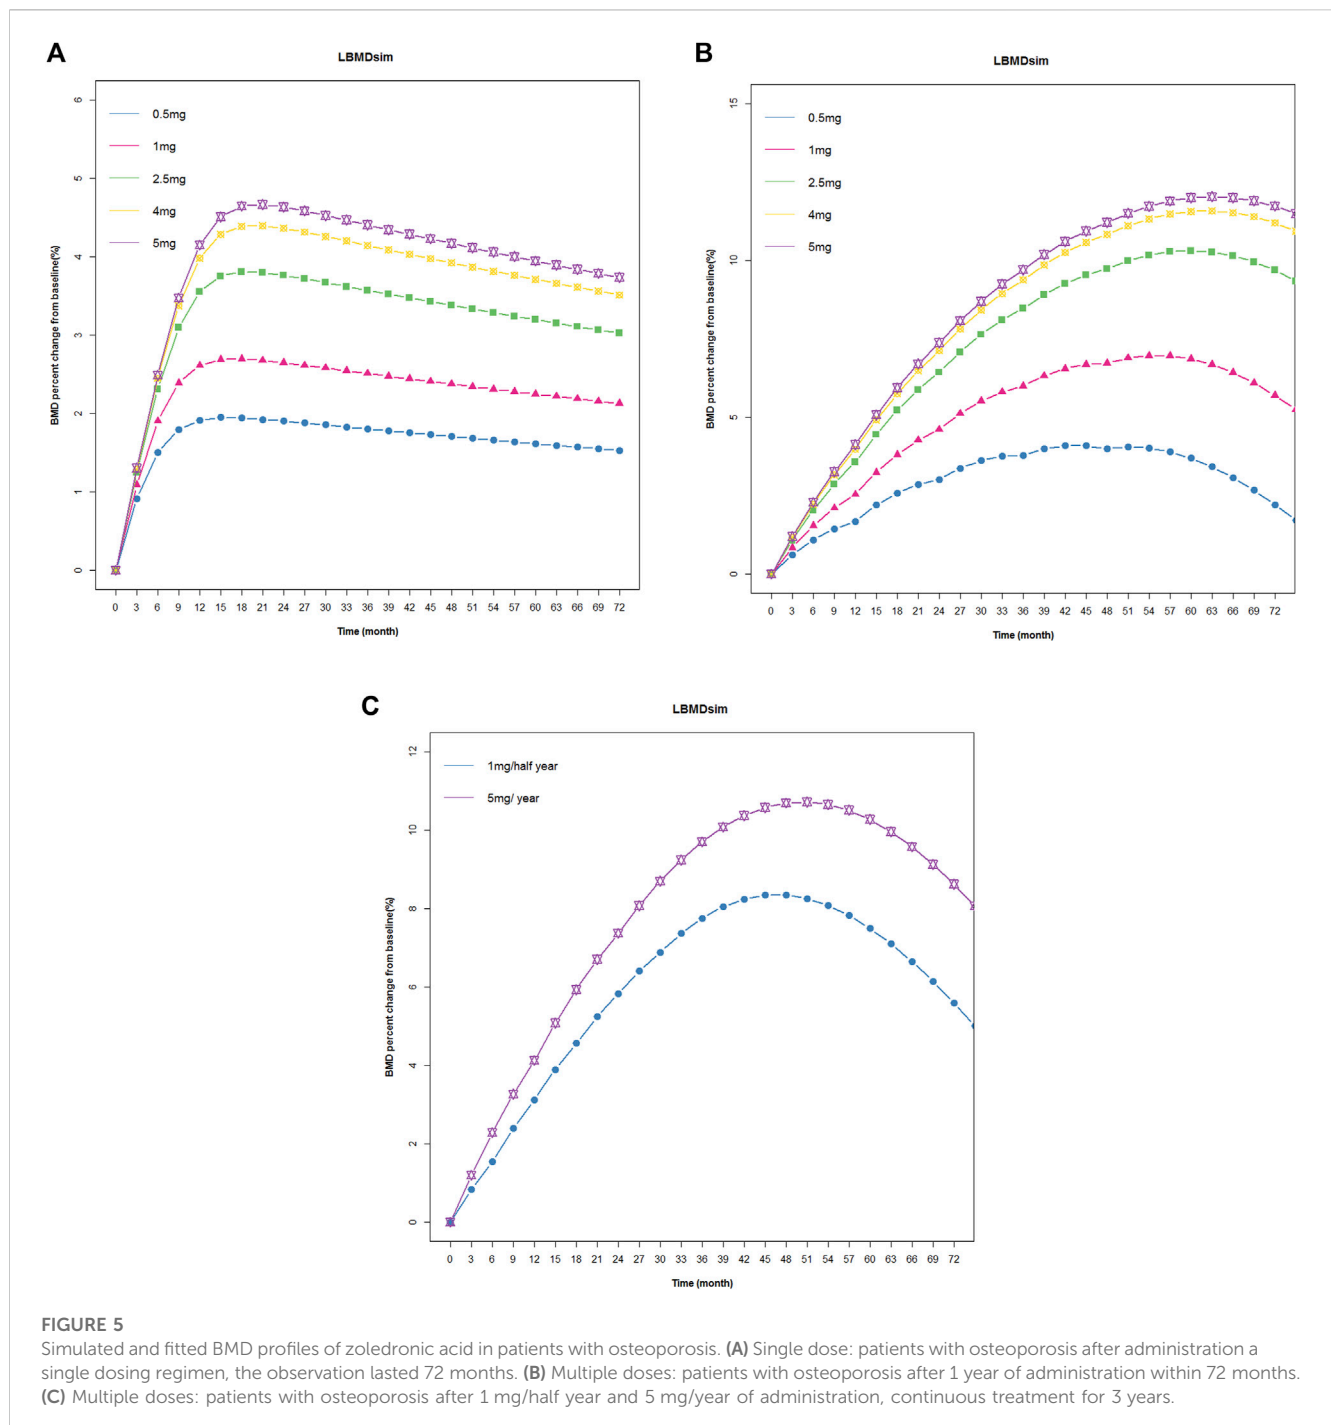 A
LBMDsim
BMD percent change from baseline(%)
6
5
4
3
2
1
0
0.5mg
1mg
2.5mg
4mg
5mg
0 3 6 9 12 15 18 21 24 27 30 33 36 39 42 45 48 51 54 57 60 63 66 69 72
Time (month)
B
LBMDsim
BMD percent change from baseline(%)
15
10
5
0
0.5mg
1mg
2.5mg
4mg
5mg
0 3 6 9 12 15 18 21 24 27 30 33 36 39 42 45 48 51 54 57 60 63 66 69 72
Time (month)
C
LBMDsim
BMD percent change from baseline(%)
12
10
8
6
4
2
0
1mg/half year
5mg/ year
0 3 6 9 12 15 18 21 24 27 30 33 36 39 42 45 48 51 54 57 60 63 66 69 72
Time (month)
FIGURE 5
Simulated and fitted BMD profiles of zoledronic acid in patients with osteoporosis. (A) Single dose: patients with osteoporosis after administration a
single dosing regimen, the observation lasted 72 months. (B) Multiple doses: patients with osteoporosis after 1 year of administration within 72 months.
(C) Multiple doses: patients with osteoporosis after 1 mg/half year and 5 mg/year of administration, continuous treatment for 3 years.